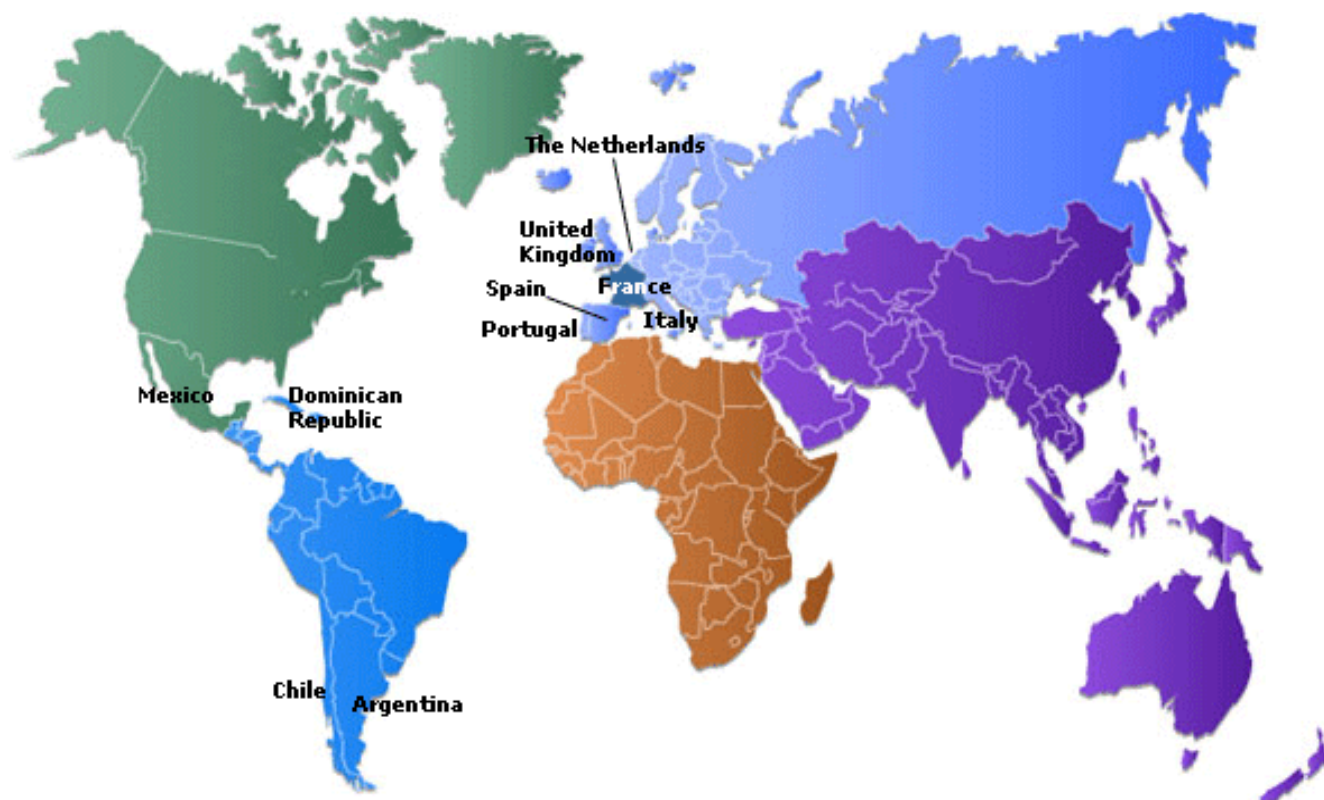 The Netherlands
United
Kingdom
France
Spain
Italy
Portugal
Mexico
Dominican
Republic
Chile
Argentina